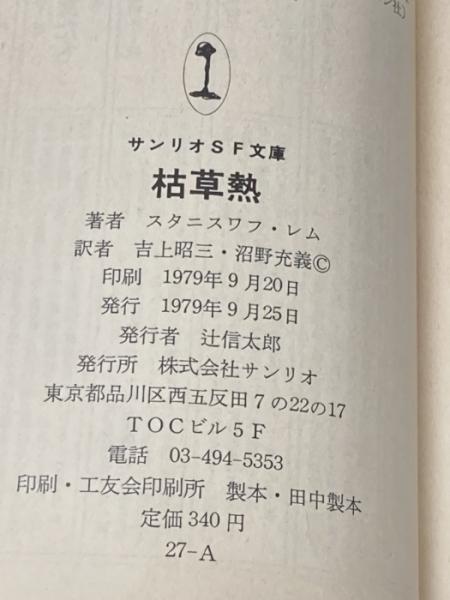 サンリオSF文庫
枯草熱
著者 スタニスワフ・レム
訳者 吉上昭三・沼野充義©
印刷 1979年9月20日
発行 1979年9月25日
発行者 辻信太郎
発行所 株式会社サンリオ
東京都品川区西五反田7の22の17
TOCビル5F
電話 03-494-5353
印刷・工友会印刷所 製本・田中製本
定価340円
27-A